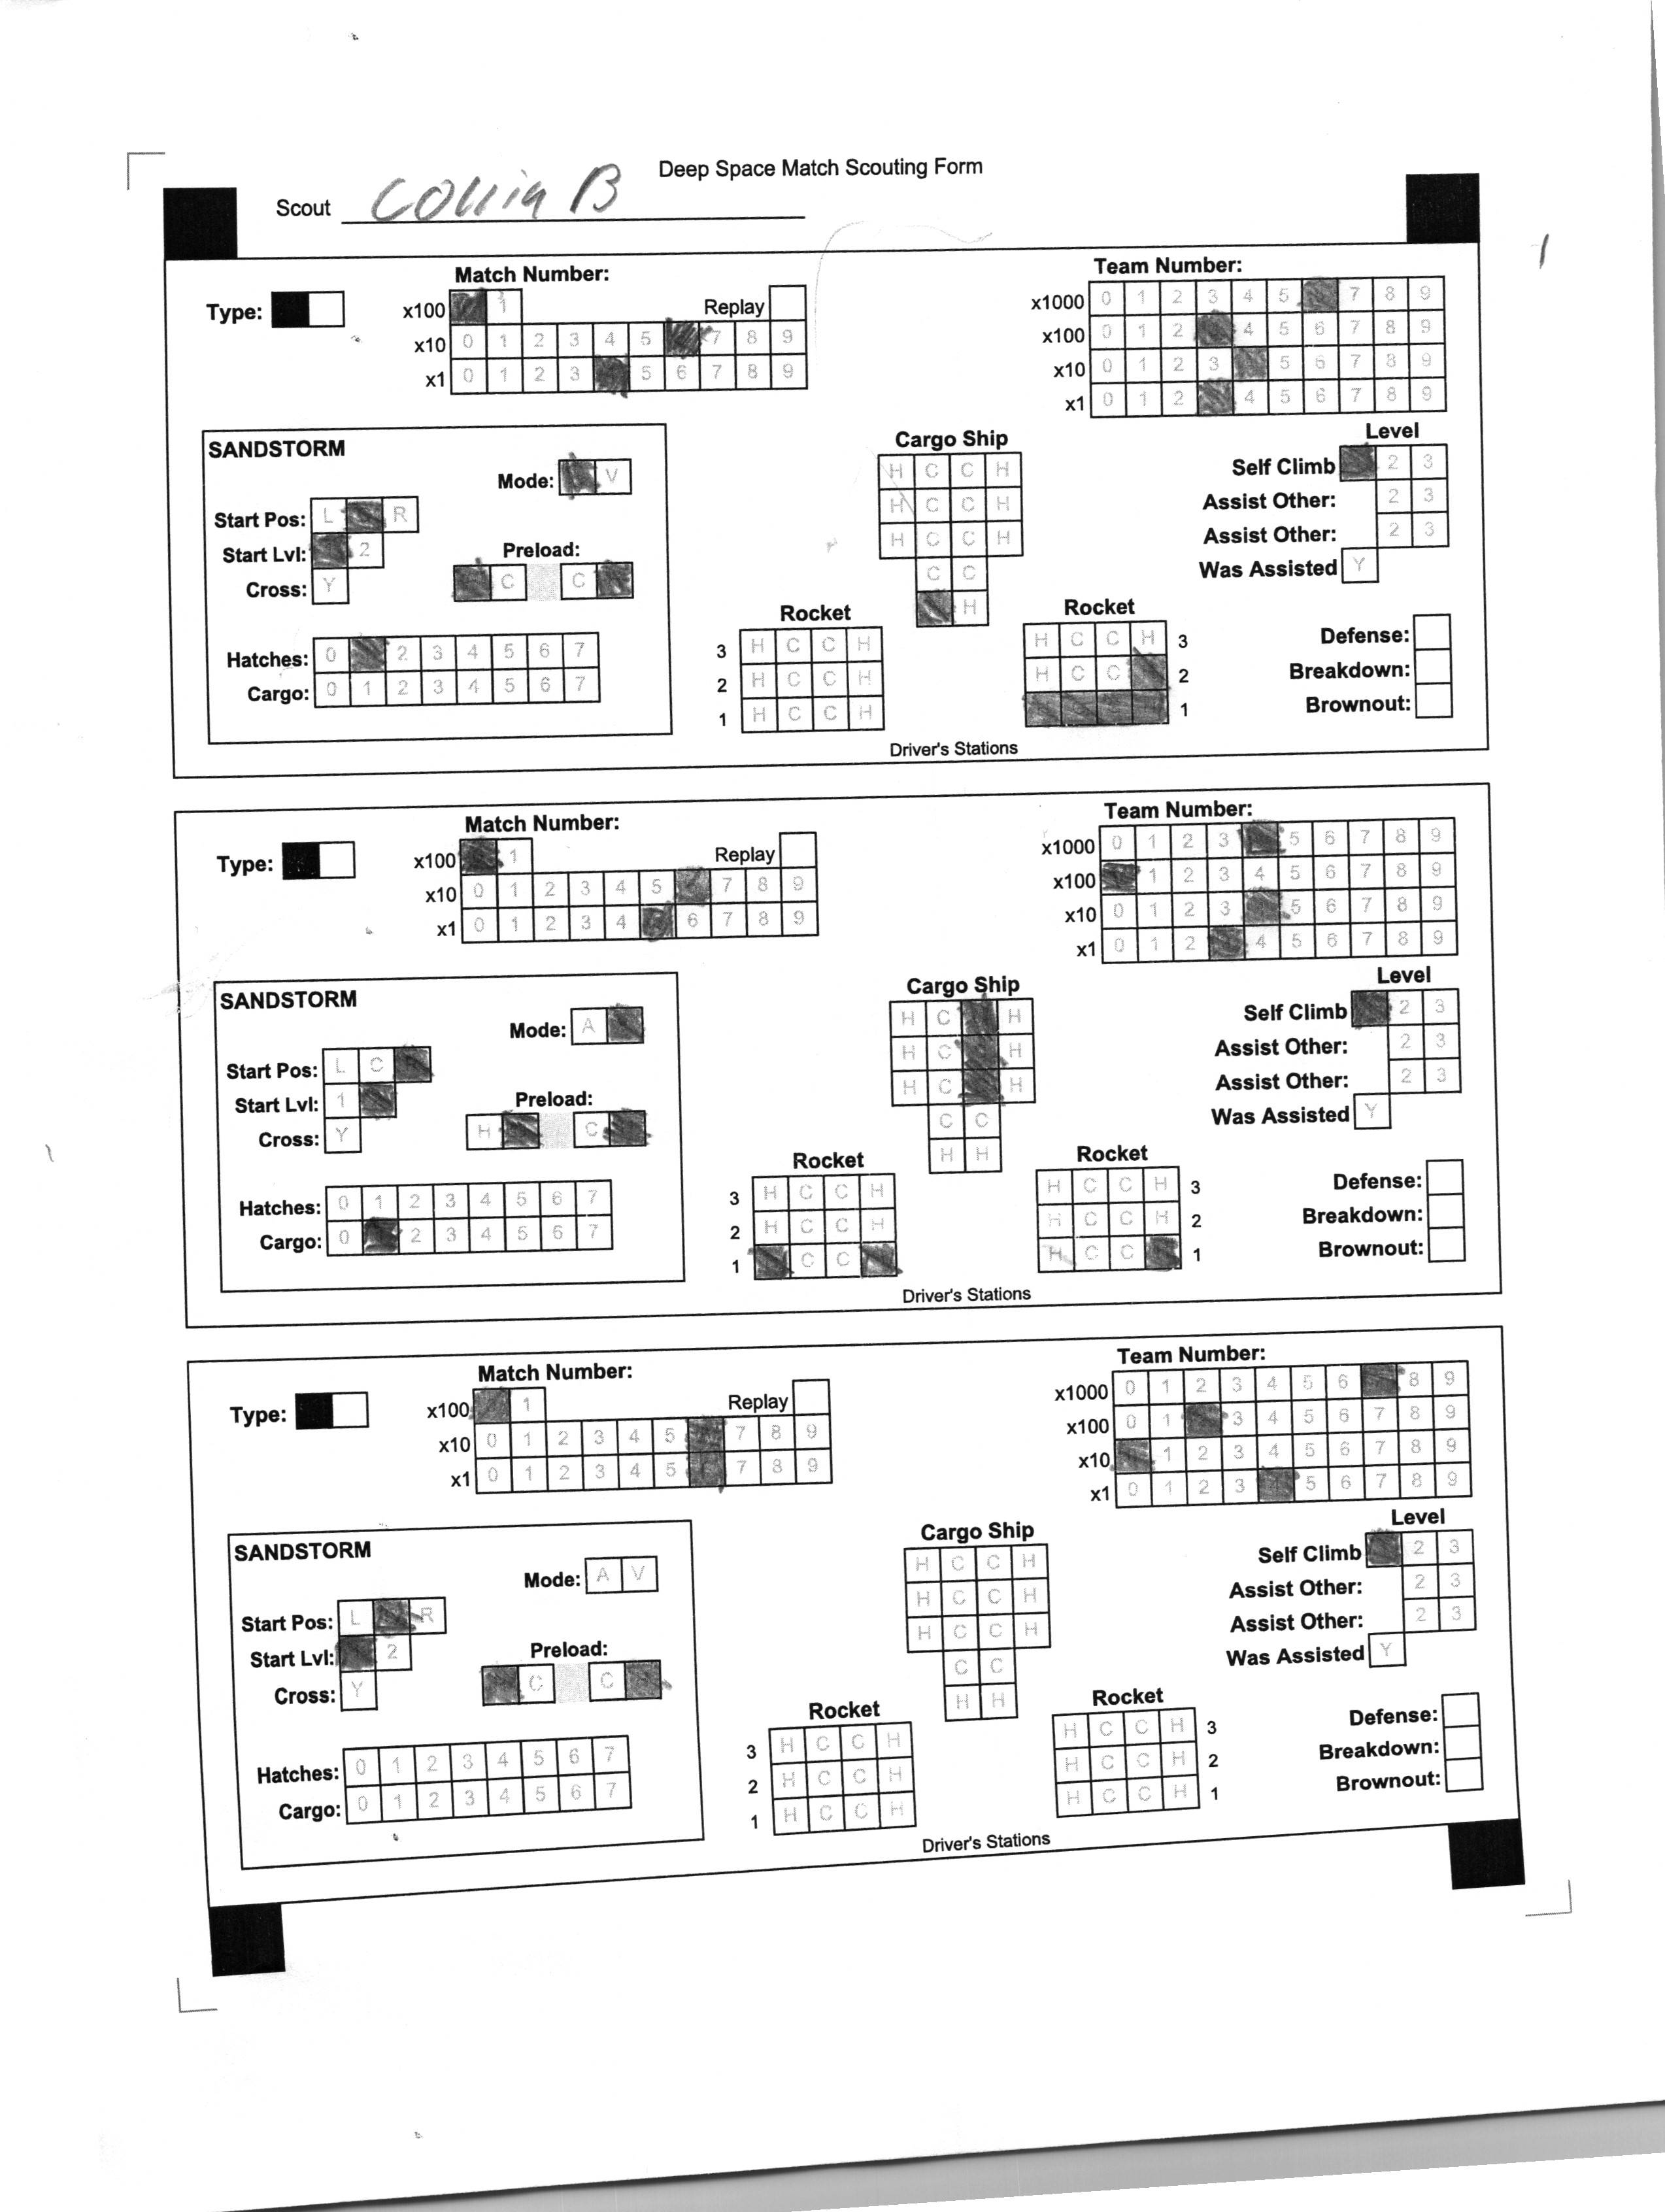 Deep Space Match Scouting Form
Scout Collin B
Match Number:
Team Number:
Type:
x100 1
Replay
x10 0 1 2 3 4 5 7 8 9
x1 0 1 2 3 5 6 7 8 9
x1000 0 1 2 3 4 5 7 8 9
x100 0 1 2 4 5 6 7 8 9
x10 0 1 2 3 5 6 7 8 9
x1 0 1 2 4 5 6 7 8 9
SANDSTORM
Mode: V
Start Pos: L R
Start Lvl: 2
Cross: Y
Preload:
C C
Hatches: 0 2 3 4 5 6 7
Cargo: 0 1 2 3 4 5 6 7
Cargo Ship
H C C H
H C C H
H C C H
C C
H
Rocket
3 H C C H
2 H C C H
1 H C C H
Rocket
H C C H 3
H C C 2
1
Driver's Stations
Level
Self Climb 2 3
Assist Other: 2 3
Assist Other: 2 3
Was Assisted Y
Defense:
Breakdown:
Brownout:
Match Number:
Team Number:
Type:
x100 1
Replay
x10 0 1 2 3 4 5 7 8 9
x1 0 1 2 3 4 6 7 8 9
x1000 0 1 2 3 5 6 7 8 9
x100 1 2 3 4 5 6 7 8 9
x10 0 1 2 3 5 6 7 8 9
x1 0 1 2 4 5 6 7 8 9
SANDSTORM
Mode: A
Start Pos: L C
Start Lvl: 1
Cross: Y
Preload:
H C
Hatches: 0 1 2 3 4 5 6 7
Cargo: 0 2 3 4 5 6 7
Cargo Ship
H C H
H C H
H C H
C C
H H
Rocket
3 H C C H
2 H C C H
1 C C
Rocket
H C C H 3
H C C H 2
H C C 1
Driver's Stations
Level
Self Climb 2 3
Assist Other: 2 3
Assist Other: 2 3
Was Assisted Y
Defense:
Breakdown:
Brownout:
Match Number:
Team Number:
Type:
x100 1
Replay
x10 0 1 2 3 4 5 7 8 9
x1 0 1 2 3 4 5 7 8 9
x1000 0 1 2 3 4 5 6 8 9
x100 0 1 3 4 5 6 7 8 9
x10 1 2 3 4 5 6 7 8 9
x1 0 1 2 3 5 6 7 8 9
SANDSTORM
Mode: A V
Start Pos: L R
Start Lvl: 2
Cross: Y
Preload:
C C
Hatches: 0 1 2 3 4 5 6 7
Cargo: 0 1 2 3 4 5 6 7
Cargo Ship
H C C H
H C C H
H C C H
C C
H H
Rocket
3 H C C H
2 H C C H
1 H C C H
Rocket
H C C H 3
H C C H 2
H C C H 1
Driver's Stations
Level
Self Climb 2 3
Assist Other: 2 3
Assist Other: 2 3
Was Assisted Y
Defense:
Breakdown:
Brownout: